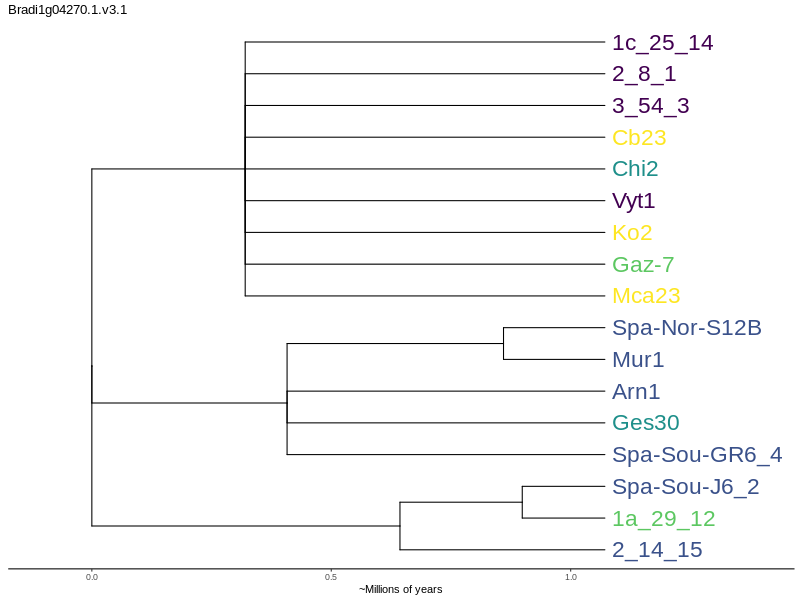 Bradi1g04270.1.v3.1
1c_25_14
2_8_1
3_54_3
Cb23
Chi2
Vyt1
Ko2
Gaz-7
Mca23
Spa-Nor-S12B
Mur1
Arn1
Ges30
Spa-Sou-GR6_4
Spa-Sou-J6_2
1a_29_12
2_14_15
0.0 0.5 1.0
~Millions of years